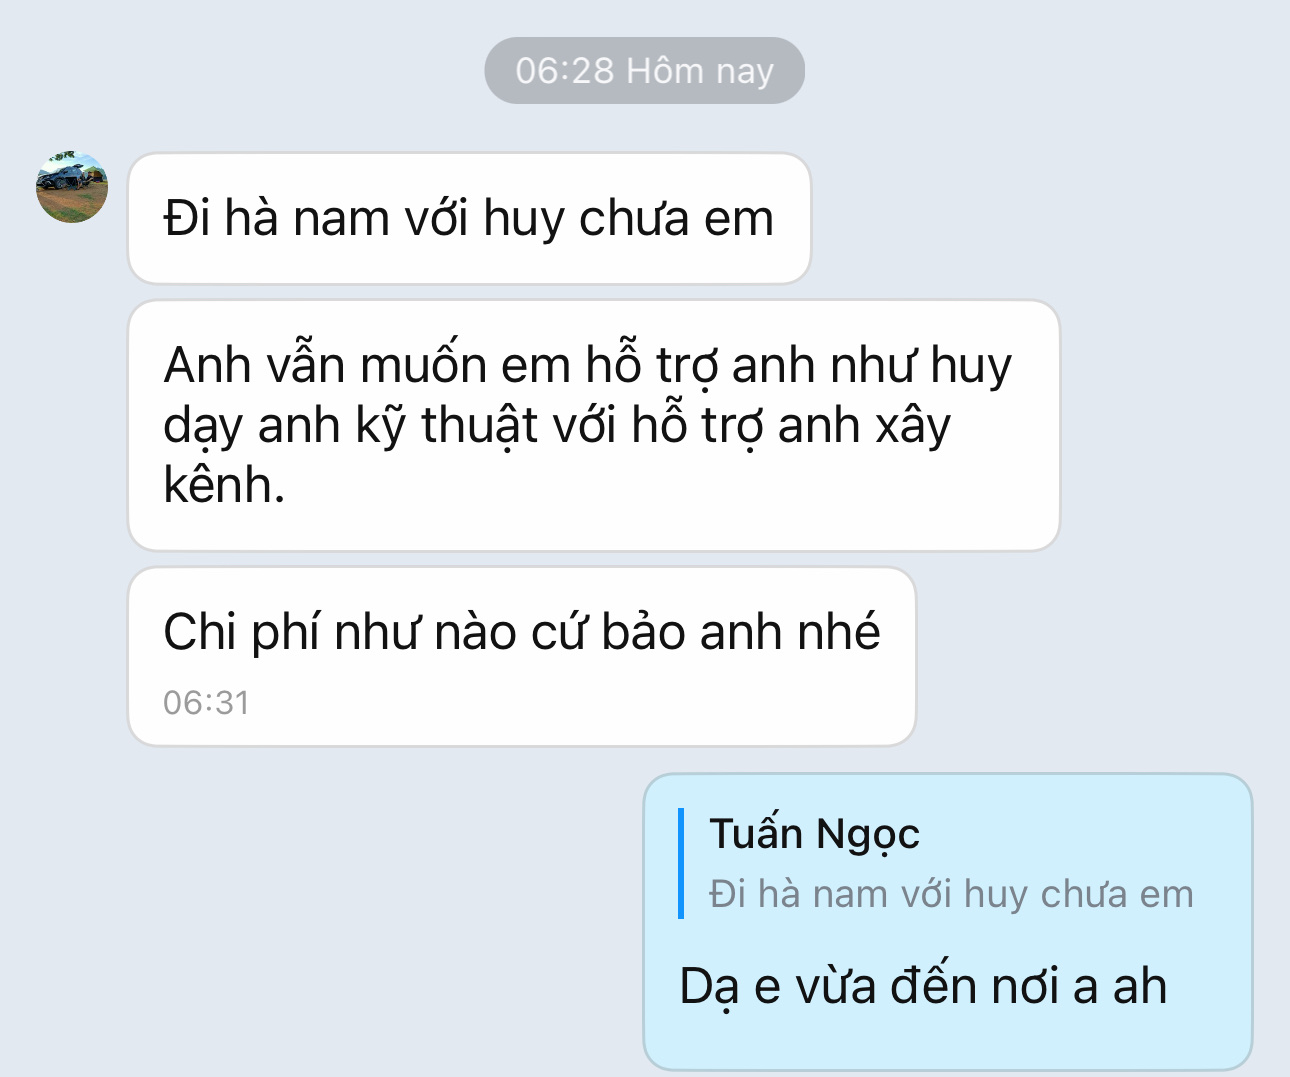 06:28 Hôm nay
Đi hà nam với huy chưa em
Anh vẫn muốn em hỗ trợ anh như huy
dạy anh kỹ thuật với hỗ trợ anh xây
kênh.
Chi phí như nào cứ bảo anh nhé
06:31
Tuấn Ngọc
Đi hà nam với huy chưa em
Dạ e vừa đến nơi a ah